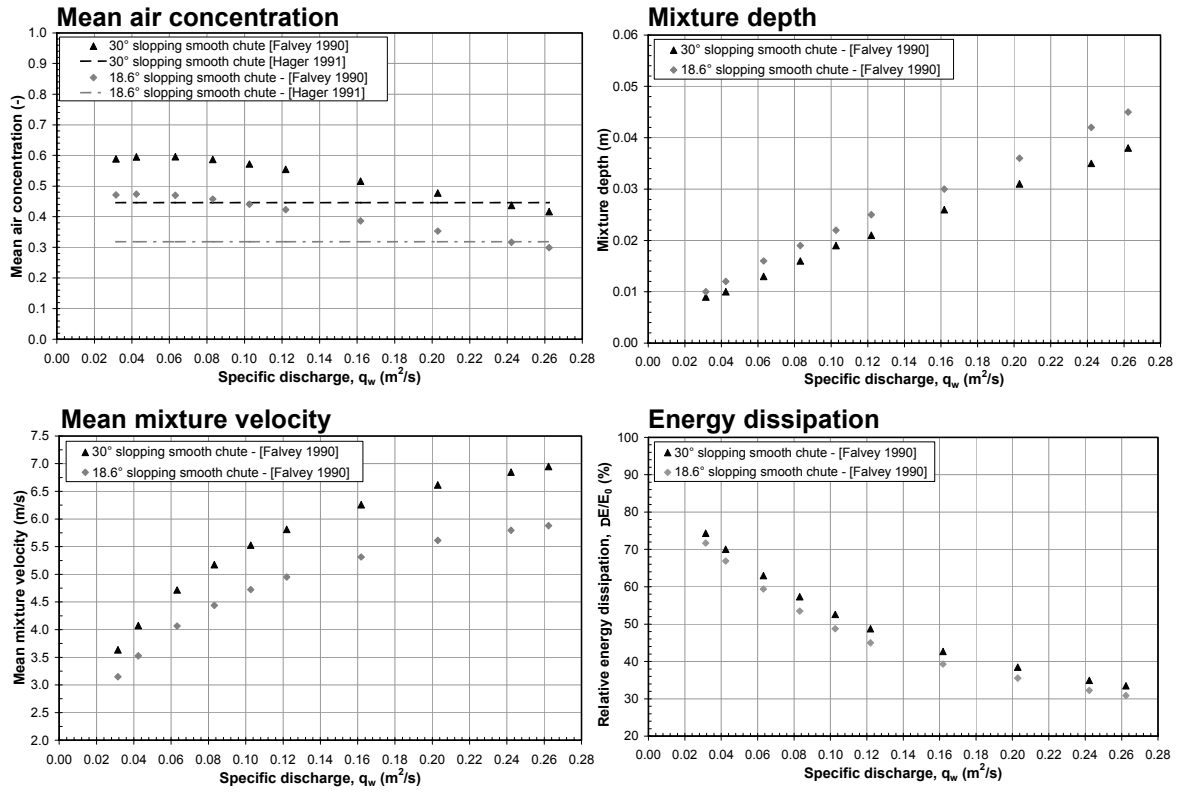 Mean air concentration
1.0
0.9
0.8
0.7
0.6
0.5
0.4
0.3
0.2
0.1
0.0
Mean air concentration (-)
30° slopping smooth chute [Falvey 1990]
30° slopping smooth chute [Hager 1991]
18.6° slopping smooth chute - [Falvey 1990]
18.6° slopping smooth chute - [Hager 1991]
0.00 0.02 0.04 0.06 0.08 0.10 0.12 0.14 0.16 0.18 0.20 0.22 0.24 0.26 0.28
Specific discharge, qw (m²/s)
Mixture depth
0.06
0.05
0.04
0.03
0.02
0.01
0.00
Mixture depth (m)
30° slopping smooth chute - [Falvey 1990]
18.6° slopping smooth chute - [Falvey 1990]
0.00 0.02 0.04 0.06 0.08 0.10 0.12 0.14 0.16 0.18 0.20 0.22 0.24 0.26 0.28
Specific discharge, qw (m²/s)
Mean mixture velocity
7.5
7.0
6.5
6.0
5.5
5.0
4.5
4.0
3.5
3.0
2.5
2.0
Mean mixture velocity (m/s)
30° slopping smooth chute - [Falvey 1990]
18.6° slopping smooth chute - [Falvey 1990]
0.00 0.02 0.04 0.06 0.08 0.10 0.12 0.14 0.16 0.18 0.20 0.22 0.24 0.26 0.28
Specific discharge, qw (m²/s)
Energy dissipation
100
90
80
70
60
50
40
30
20
Relative energy dissipation, DE/E₀ (%)
30° slopping smooth chute - [Falvey 1990]
18.6° slopping smooth chute - [Falvey 1990]
0.00 0.02 0.04 0.06 0.08 0.10 0.12 0.14 0.16 0.18 0.20 0.22 0.24 0.26 0.28
Specific discharge, qw (m²/s)